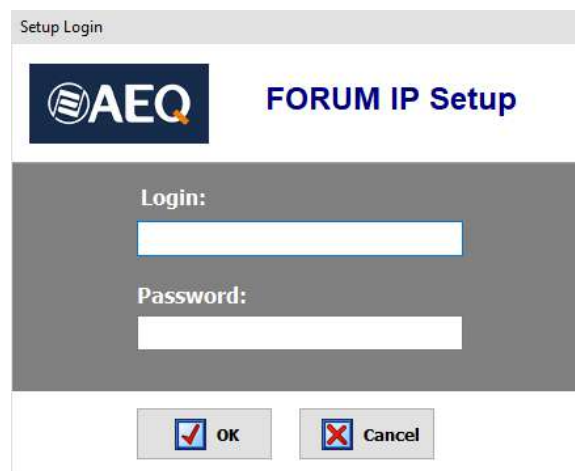 Setup Login
AEQ
FORUM IP Setup
Login:
Password:
OK
Cancel